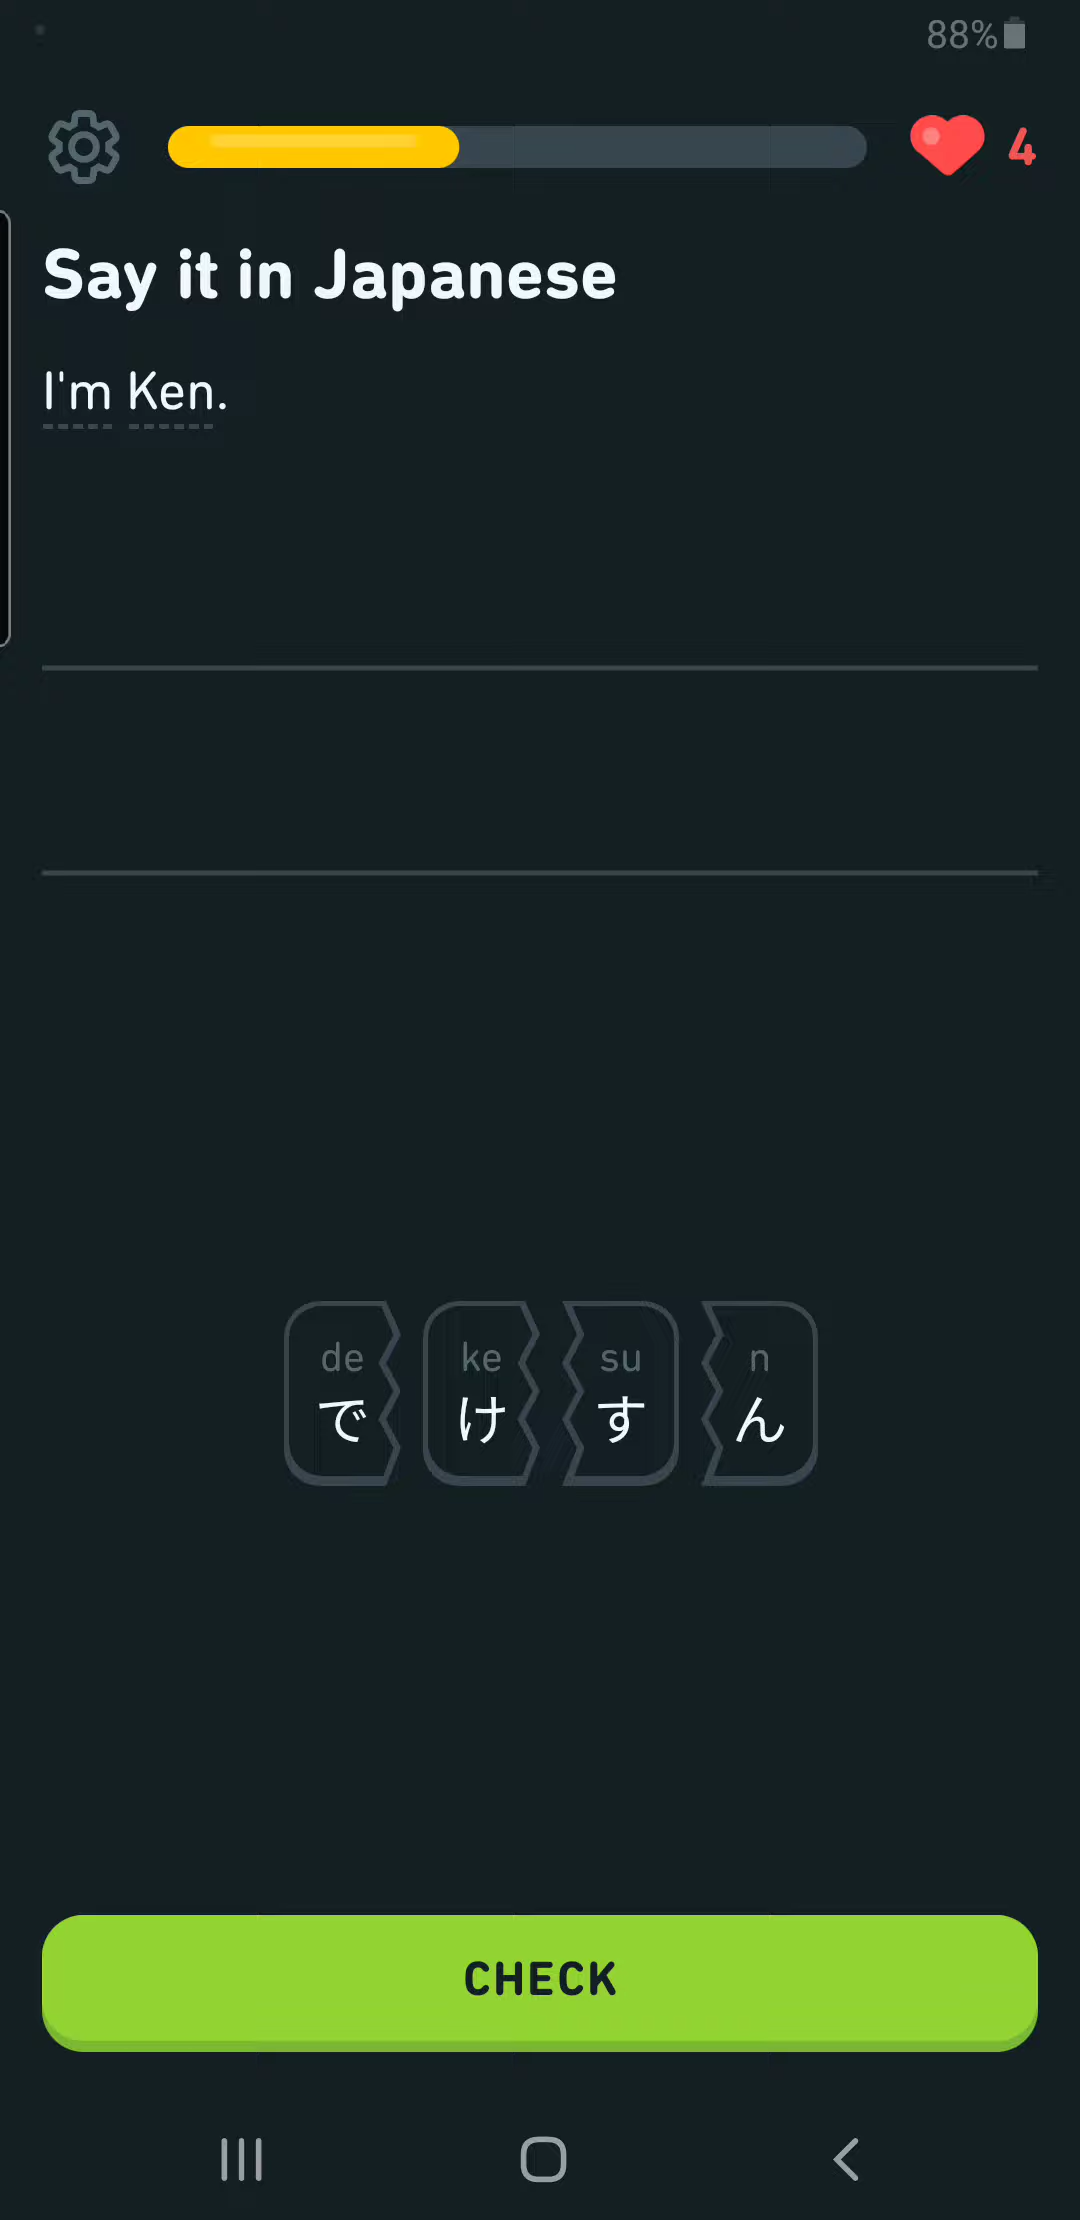 88%
4
Say it in Japanese
I'm Ken.
de ke su n
で け す ん
CHECK